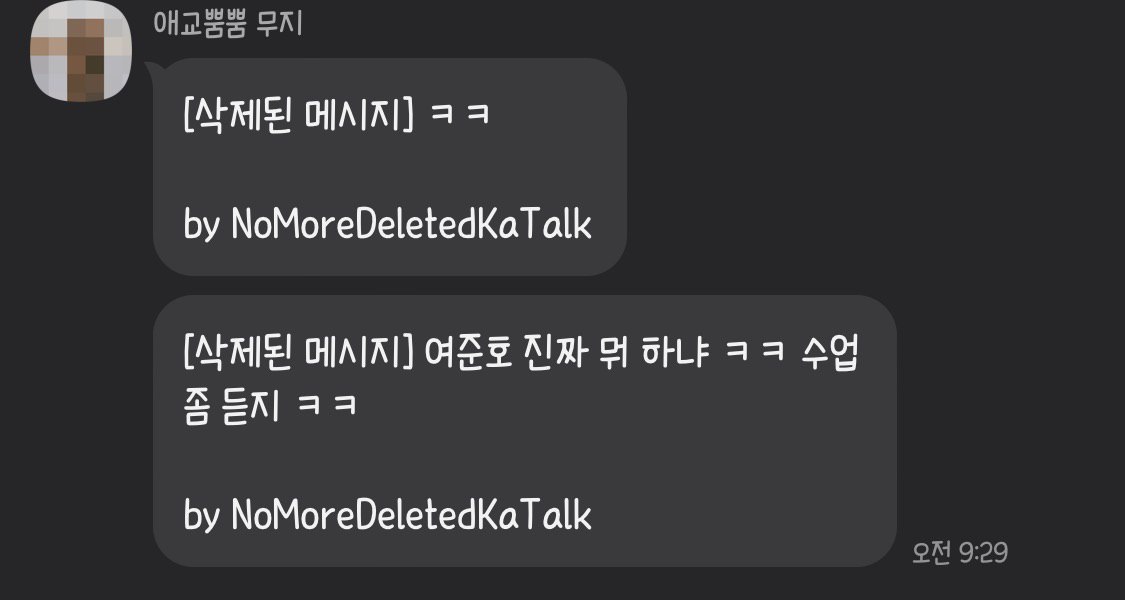 애교뿜뿜 무지
[삭제된 메시지] ㅋㅋ
by NoMoreDeletedKaTalk
[삭제된 메시지] 여준호 진짜 뭐 하냐 ㅋㅋ 수업
좀 듣지 ㅋㅋ
by NoMoreDeletedKaTalk
오전 9:29